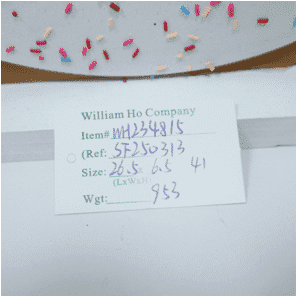 William Ho Company
Item# WH234815
(Ref: SF250313
Size: 26.5 6.5 41
(LxWxH)
Wgt: 953